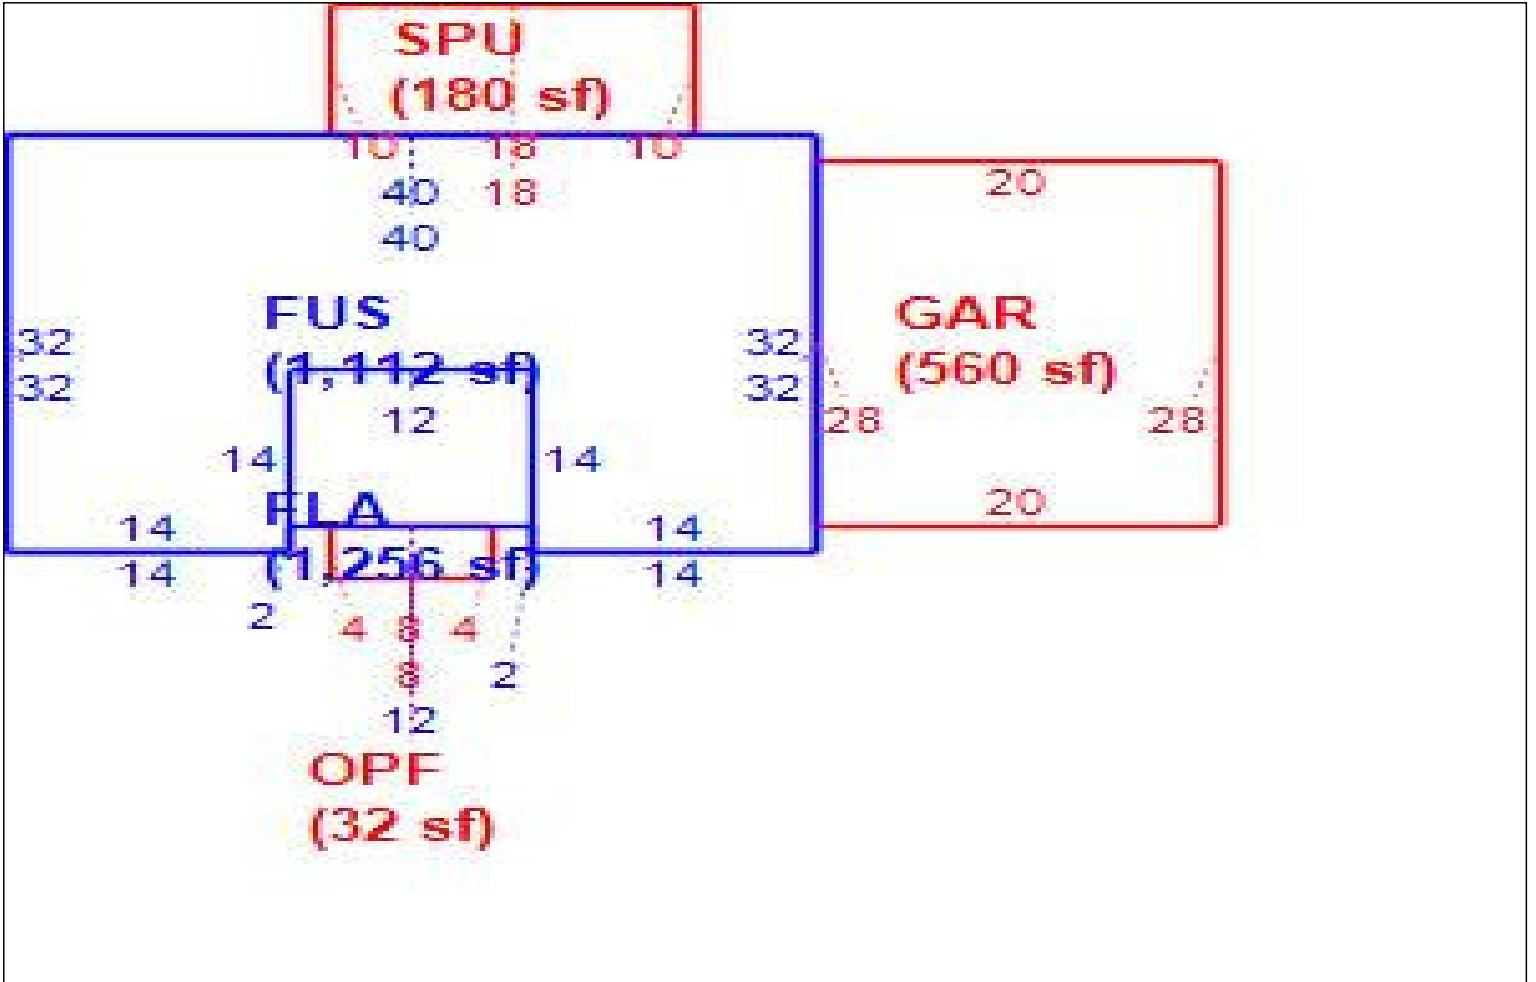 SPU
(180 sf)
10 18 10
40 18 20
40
FUS GAR
(1,112 sf) (560 sf)
32 32
32 32
12 28 28
14 14
FLA 20
14 14
(1,256 sf)
14 14
2
4 8 4
8 2
12
OPF
(32 sf)